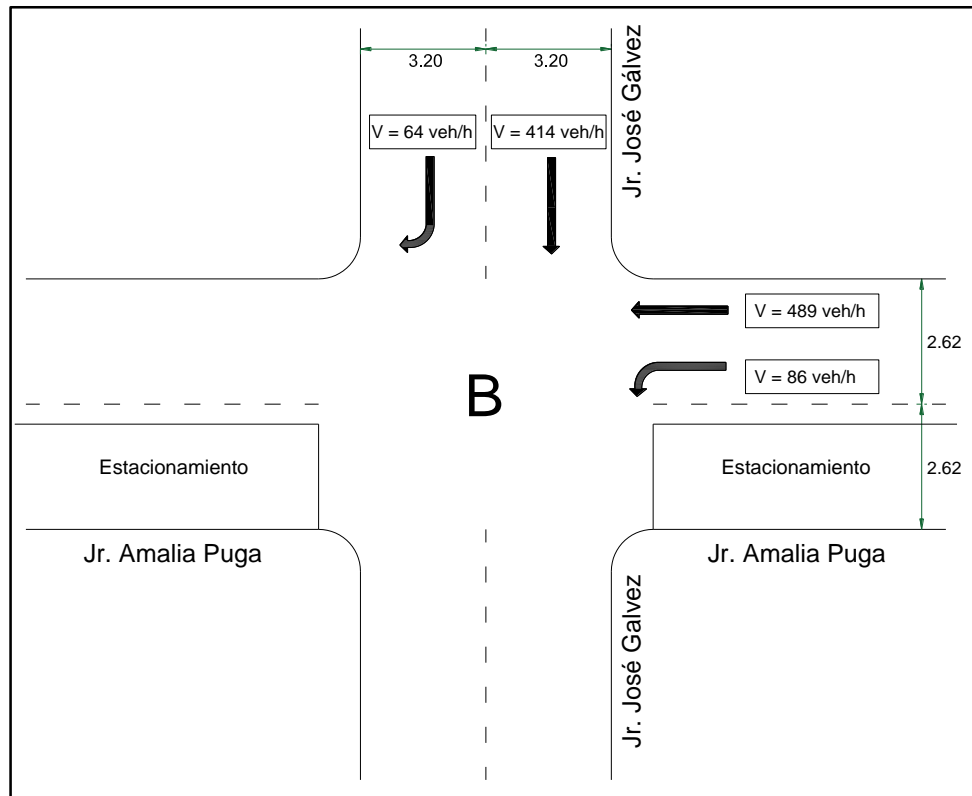 3.20
3.20
Jr. José Gálvez
V = 64 veh/h
V = 414 veh/h
V = 489 veh/h
2.62
V = 86 veh/h
B
Estacionamiento
Estacionamiento
2.62
Jr. Amalia Puga
Jr. Amalia Puga
Jr. José Galvez